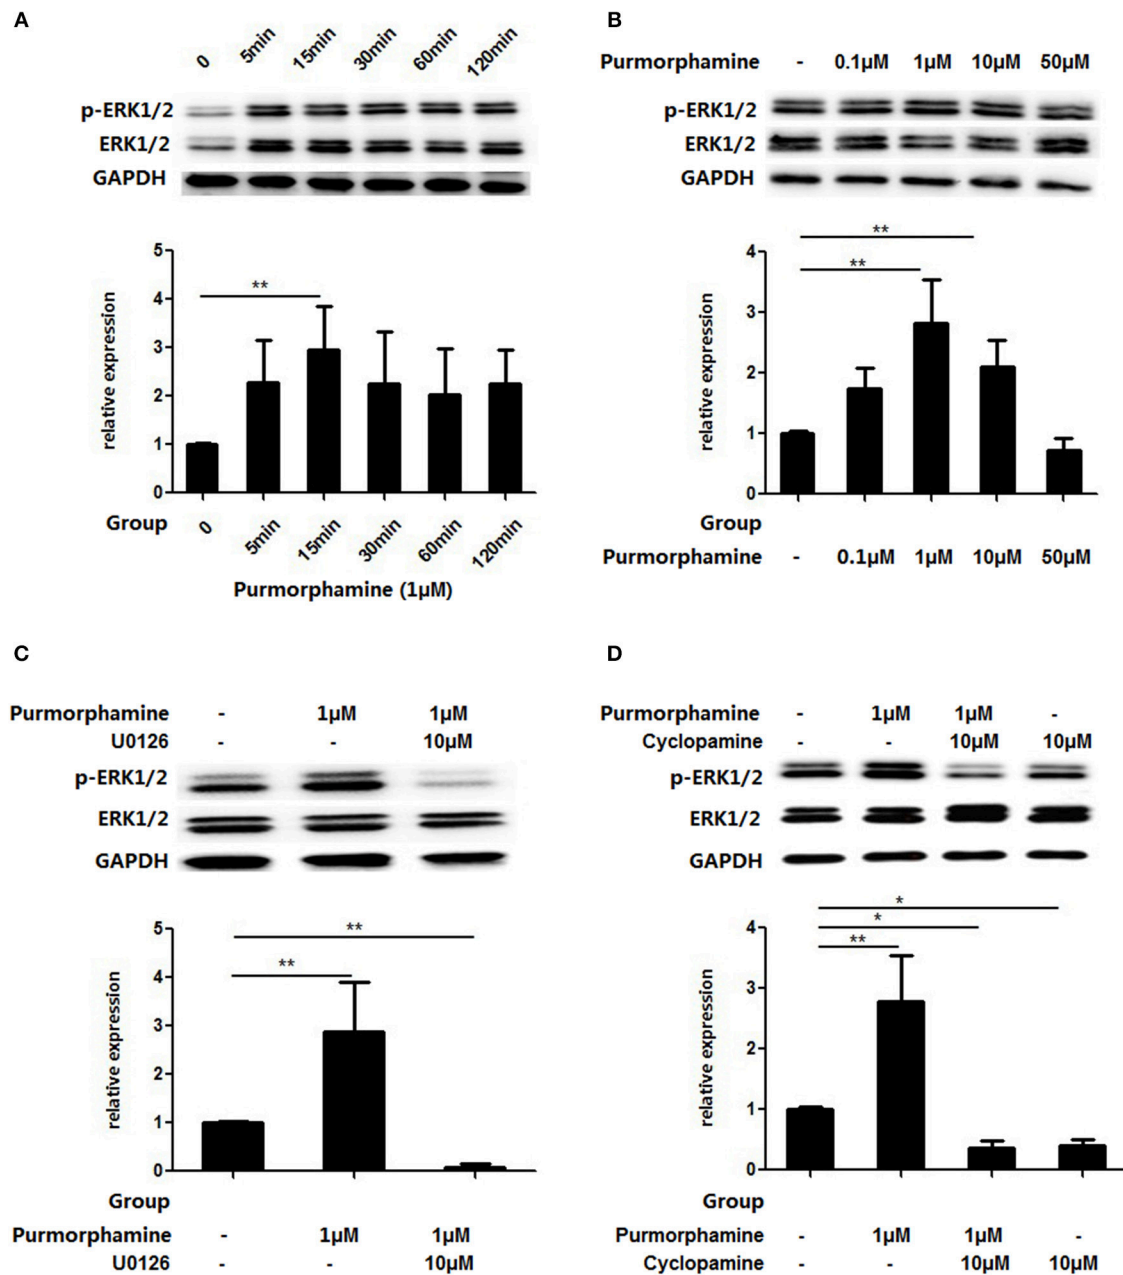 A
0 5min 15min 30min 60min 120min
p-ERK1/2
ERK1/2
GAPDH
5
4
3
2
1
0
relative expression
**
Group 0 5min 15min 30min 60min 120min
Purmorphamine (1μM)
B
Purmorphamine - 0.1μM 1μM 10μM 50μM
p-ERK1/2
ERK1/2
GAPDH
**
**
4
3
2
1
0
relative expression
Group
Purmorphamine - 0.1μM 1μM 10μM 50μM
C
Purmorphamine - 1μM 1μM
U0126 - - 10μM
p-ERK1/2
ERK1/2
GAPDH
5
4
3
2
1
0
relative expression
**
**
Group
Purmorphamine - 1μM 1μM
U0126 - - 10μM
D
Purmorphamine - 1μM 1μM -
Cyclopamine - - 10μM 10μM
p-ERK1/2
ERK1/2
GAPDH
*
*
**
4
3
2
1
0
relative expression
Group
Purmorphamine - 1μM 1μM -
Cyclopamine - - 10μM 10μM